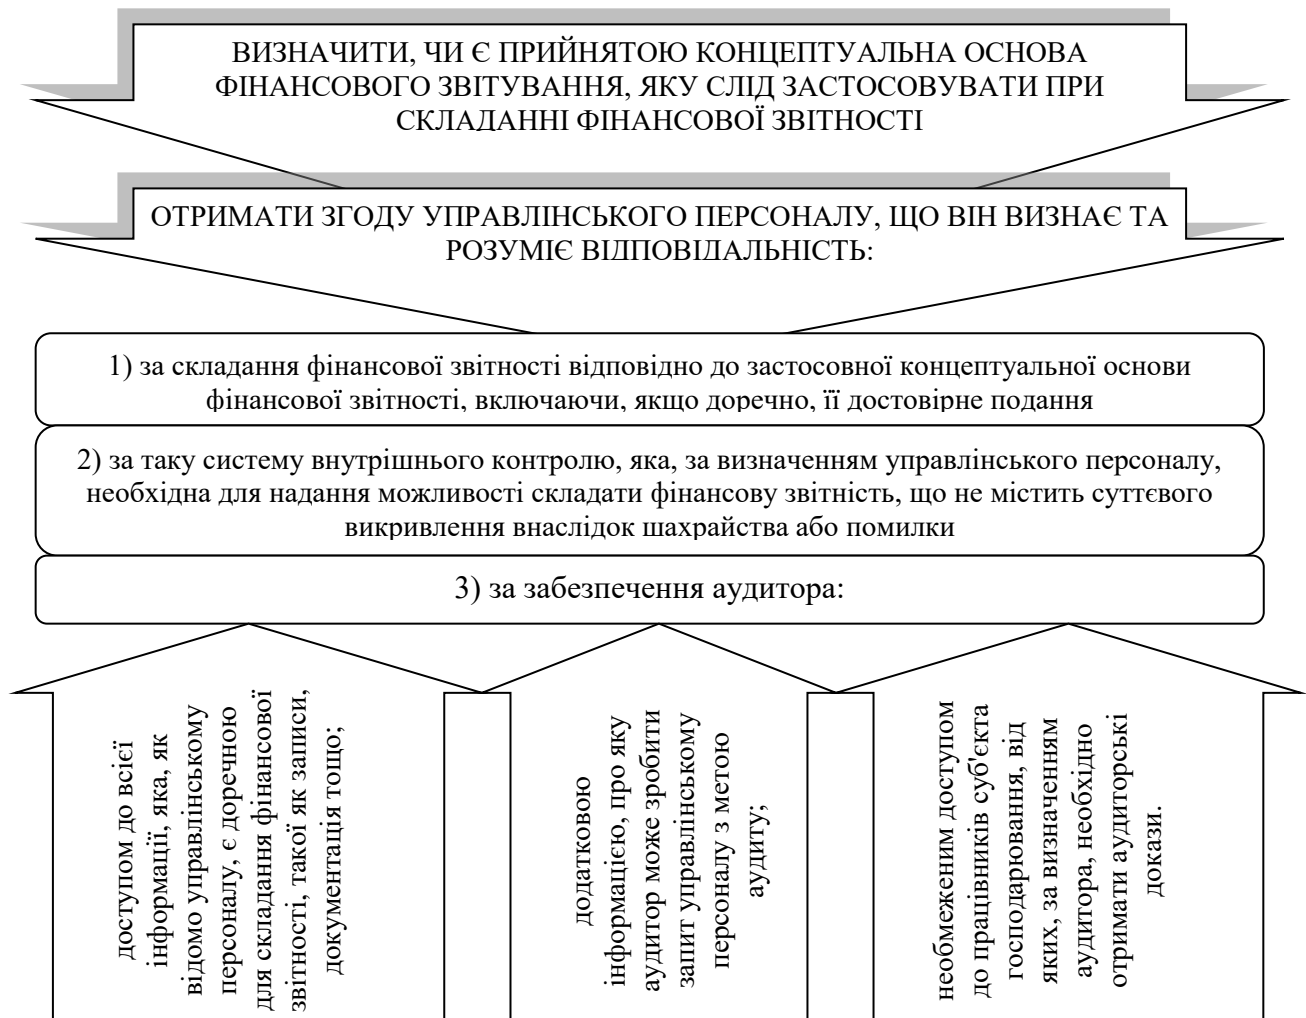 ВИЗНАЧИТИ, ЧИ Є ПРИЙНЯТОЮ КОНЦЕПТУАЛЬНА ОСНОВА
ФІНАНСОВОГО ЗВІТУВАННЯ, ЯКУ СЛІД ЗАСТОСОВУВАТИ ПРИ
СКЛАДАННІ ФІНАНСОВОЇ ЗВІТНОСТІ
ОТРИМАТИ ЗГОДУ УПРАВЛІНСЬКОГО ПЕРСОНАЛУ, ЩО ВІН ВИЗНАЄ ТА
РОЗУМІЄ ВІДПОВІДАЛЬНІСТЬ:
1) за складання фінансової звітності відповідно до застосовної концептуальної основи
фінансової звітності, включаючи, якщо доречно, її достовірне подання
2) за таку систему внутрішнього контролю, яка, за визначенням управлінського персоналу,
необхідна для надання можливості складати фінансову звітність, що не містить суттєвого
викривлення внаслідок шахрайства або помилки
3) за забезпечення аудитора:
доступом до всієї
інформації, яка, як
відомо управлінському
персоналу, є доречною
для складання фінансової
звітності, такої як записи,
документація тощо;
додатковою
інформацією, про яку
аудитор може зробити
запит управлінському
персоналу з метою
аудиту;
необмеженим доступом
до працівників суб'єкта
господарювання, від
яких, за визначенням
аудитора, необхідно
отримати аудиторські
докази.